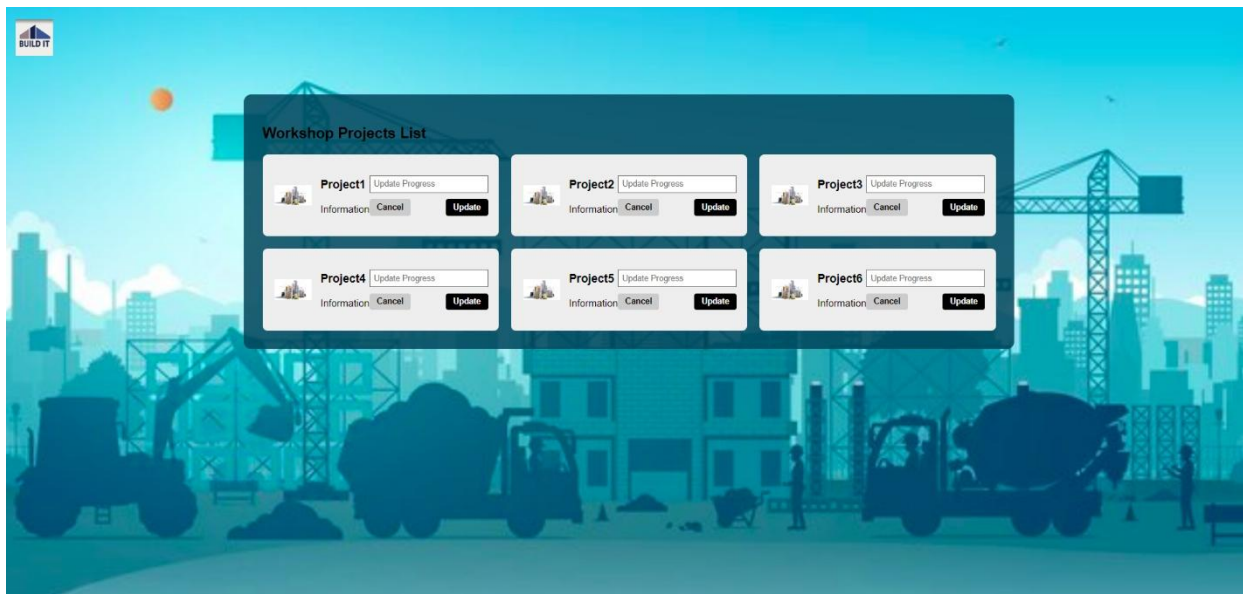 BUILD IT
Workshop Projects List
Project1 Update Progress
Information Cancel Update
Project2 Update Progress
Information Cancel Update
Project3 Update Progress
Information Cancel Update
Project4 Update Progress
Information Cancel Update
Project5 Update Progress
Information Cancel Update
Project6 Update Progress
Information Cancel Update